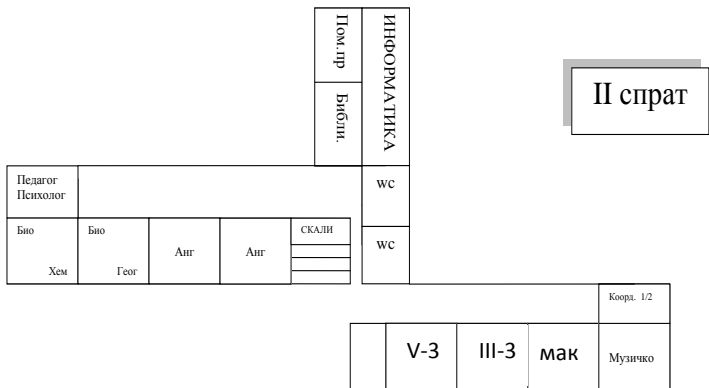 Пом.пр
Библи.
ИНФОРМАТИКА
II спрат
Педагог
Психолог
wc
Био
Хем
Био
Геог
Анг
Анг
СКАЛИ
wc
Коорд. 1/2
V-3
III-3
мак
Музичко